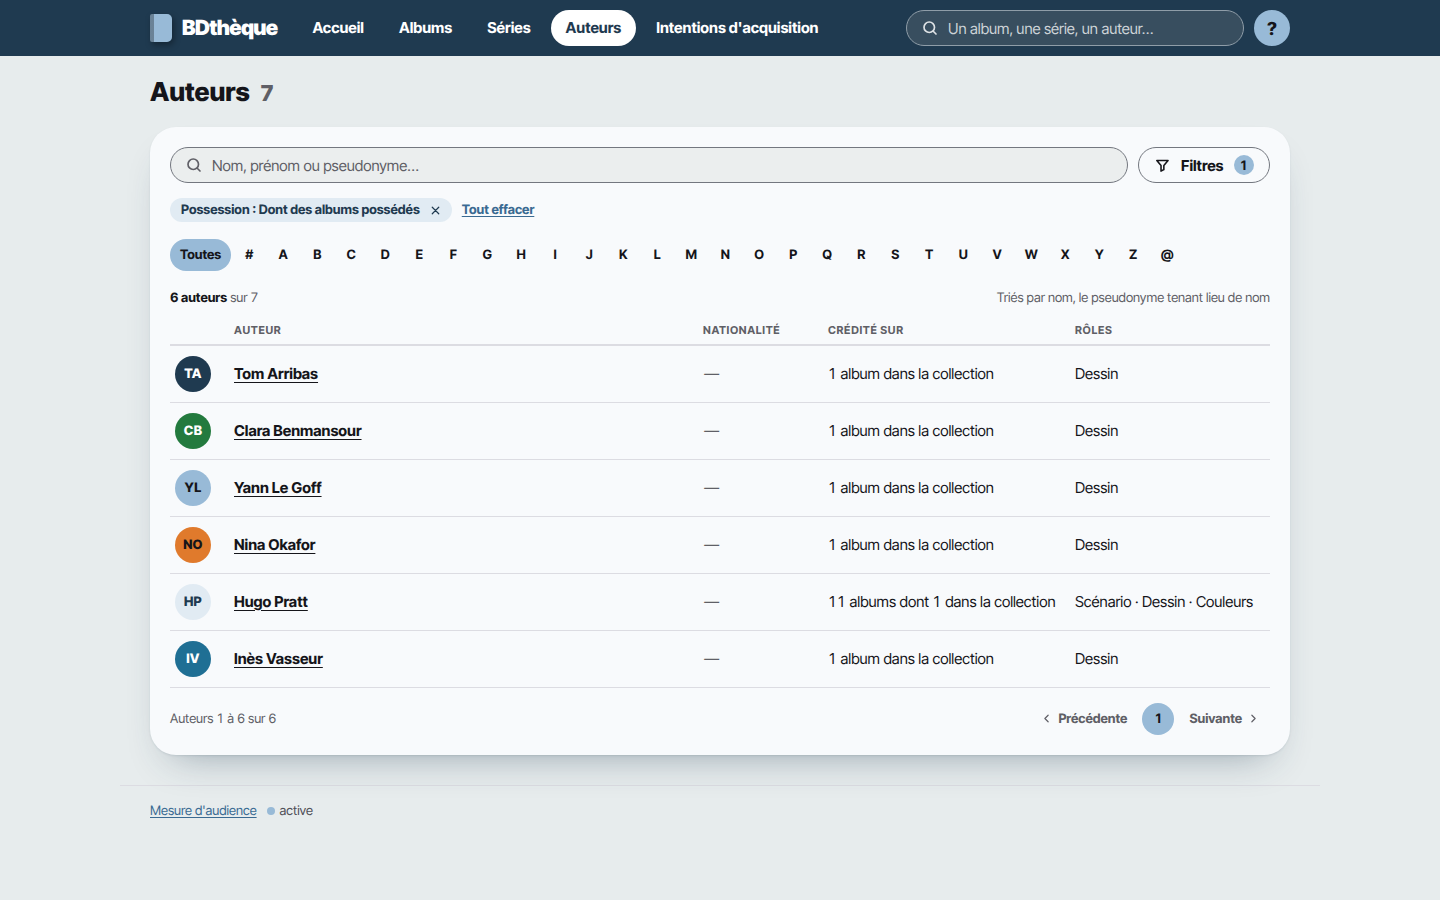 BDthèque Accueil Albums Séries Auteurs Intentions d'acquisition Un album, une série, un auteur... ?
Auteurs 7
Nom, prénom ou pseudonyme... Filtres 1
Possession : Dont des albums possédés × Tout effacer
Toutes # A B C D E F G H I J K L M N O P Q R S T U V W X Y Z @
6 auteurs sur 7 Triés par nom, le pseudonyme tenant lieu de nom
AUTEUR NATIONALITÉ CRÉDITÉ SUR RÔLES
TA Tom Arribas — 1 album dans la collection Dessin
CB Clara Benmansour — 1 album dans la collection Dessin
YL Yann Le Goff — 1 album dans la collection Dessin
NO Nina Okafor — 1 album dans la collection Dessin
HP Hugo Pratt — 11 albums dont 1 dans la collection Scénario · Dessin · Couleurs
IV Inès Vasseur — 1 album dans la collection Dessin
Auteurs 1 à 6 sur 6 Précédente 1 Suivante
Mesure d'audience active